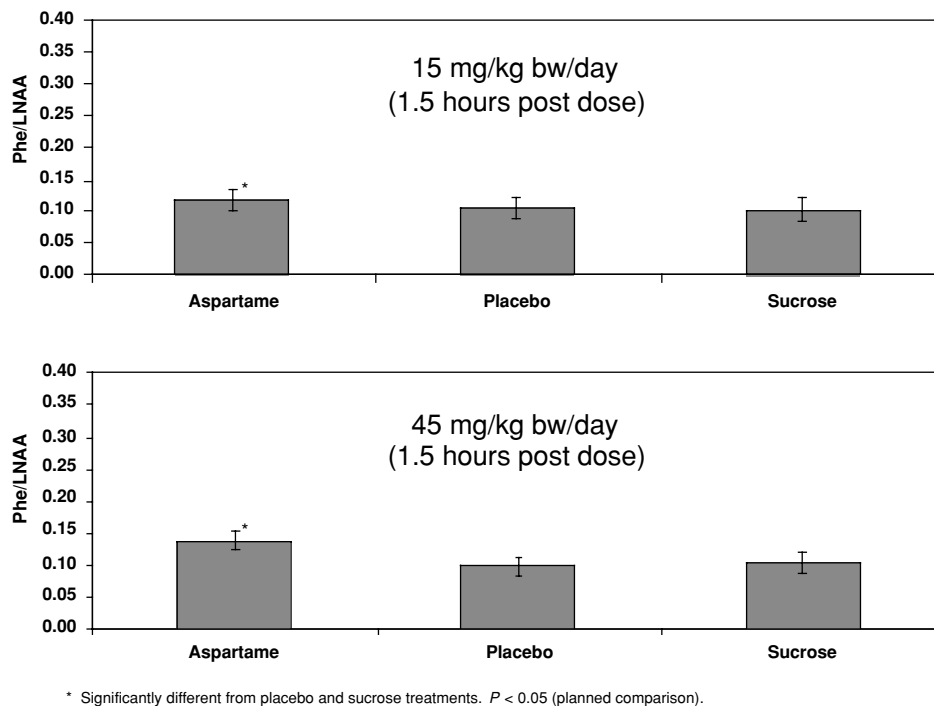 0.40
0.35
0.30
0.25
0.20
0.15
0.10
0.05
0.00
Phe/LNAA
15 mg/kg bw/day
(1.5 hours post dose)
*
Aspartame Placebo Sucrose
0.40
0.35
0.30
0.25
0.20
0.15
0.10
0.05
0.00
Phe/LNAA
45 mg/kg bw/day
(1.5 hours post dose)
*
Aspartame Placebo Sucrose
* Significantly different from placebo and sucrose treatments. P < 0.05 (planned comparison).